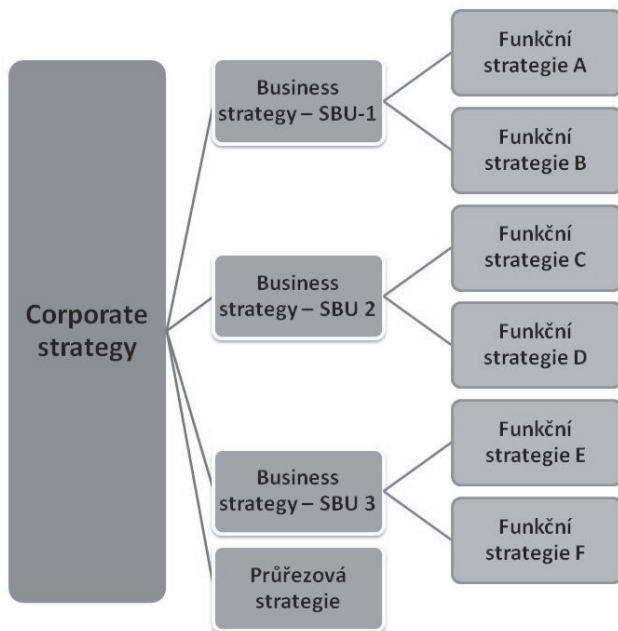 Corporate
strategy
Business
strategy – SBU-1
Funkční
strategie A
Funkční
strategie B
Business
strategy – SBU 2
Funkční
strategie C
Funkční
strategie D
Business
strategy – SBU 3
Funkční
strategie E
Funkční
strategie F
Průřezová
strategie